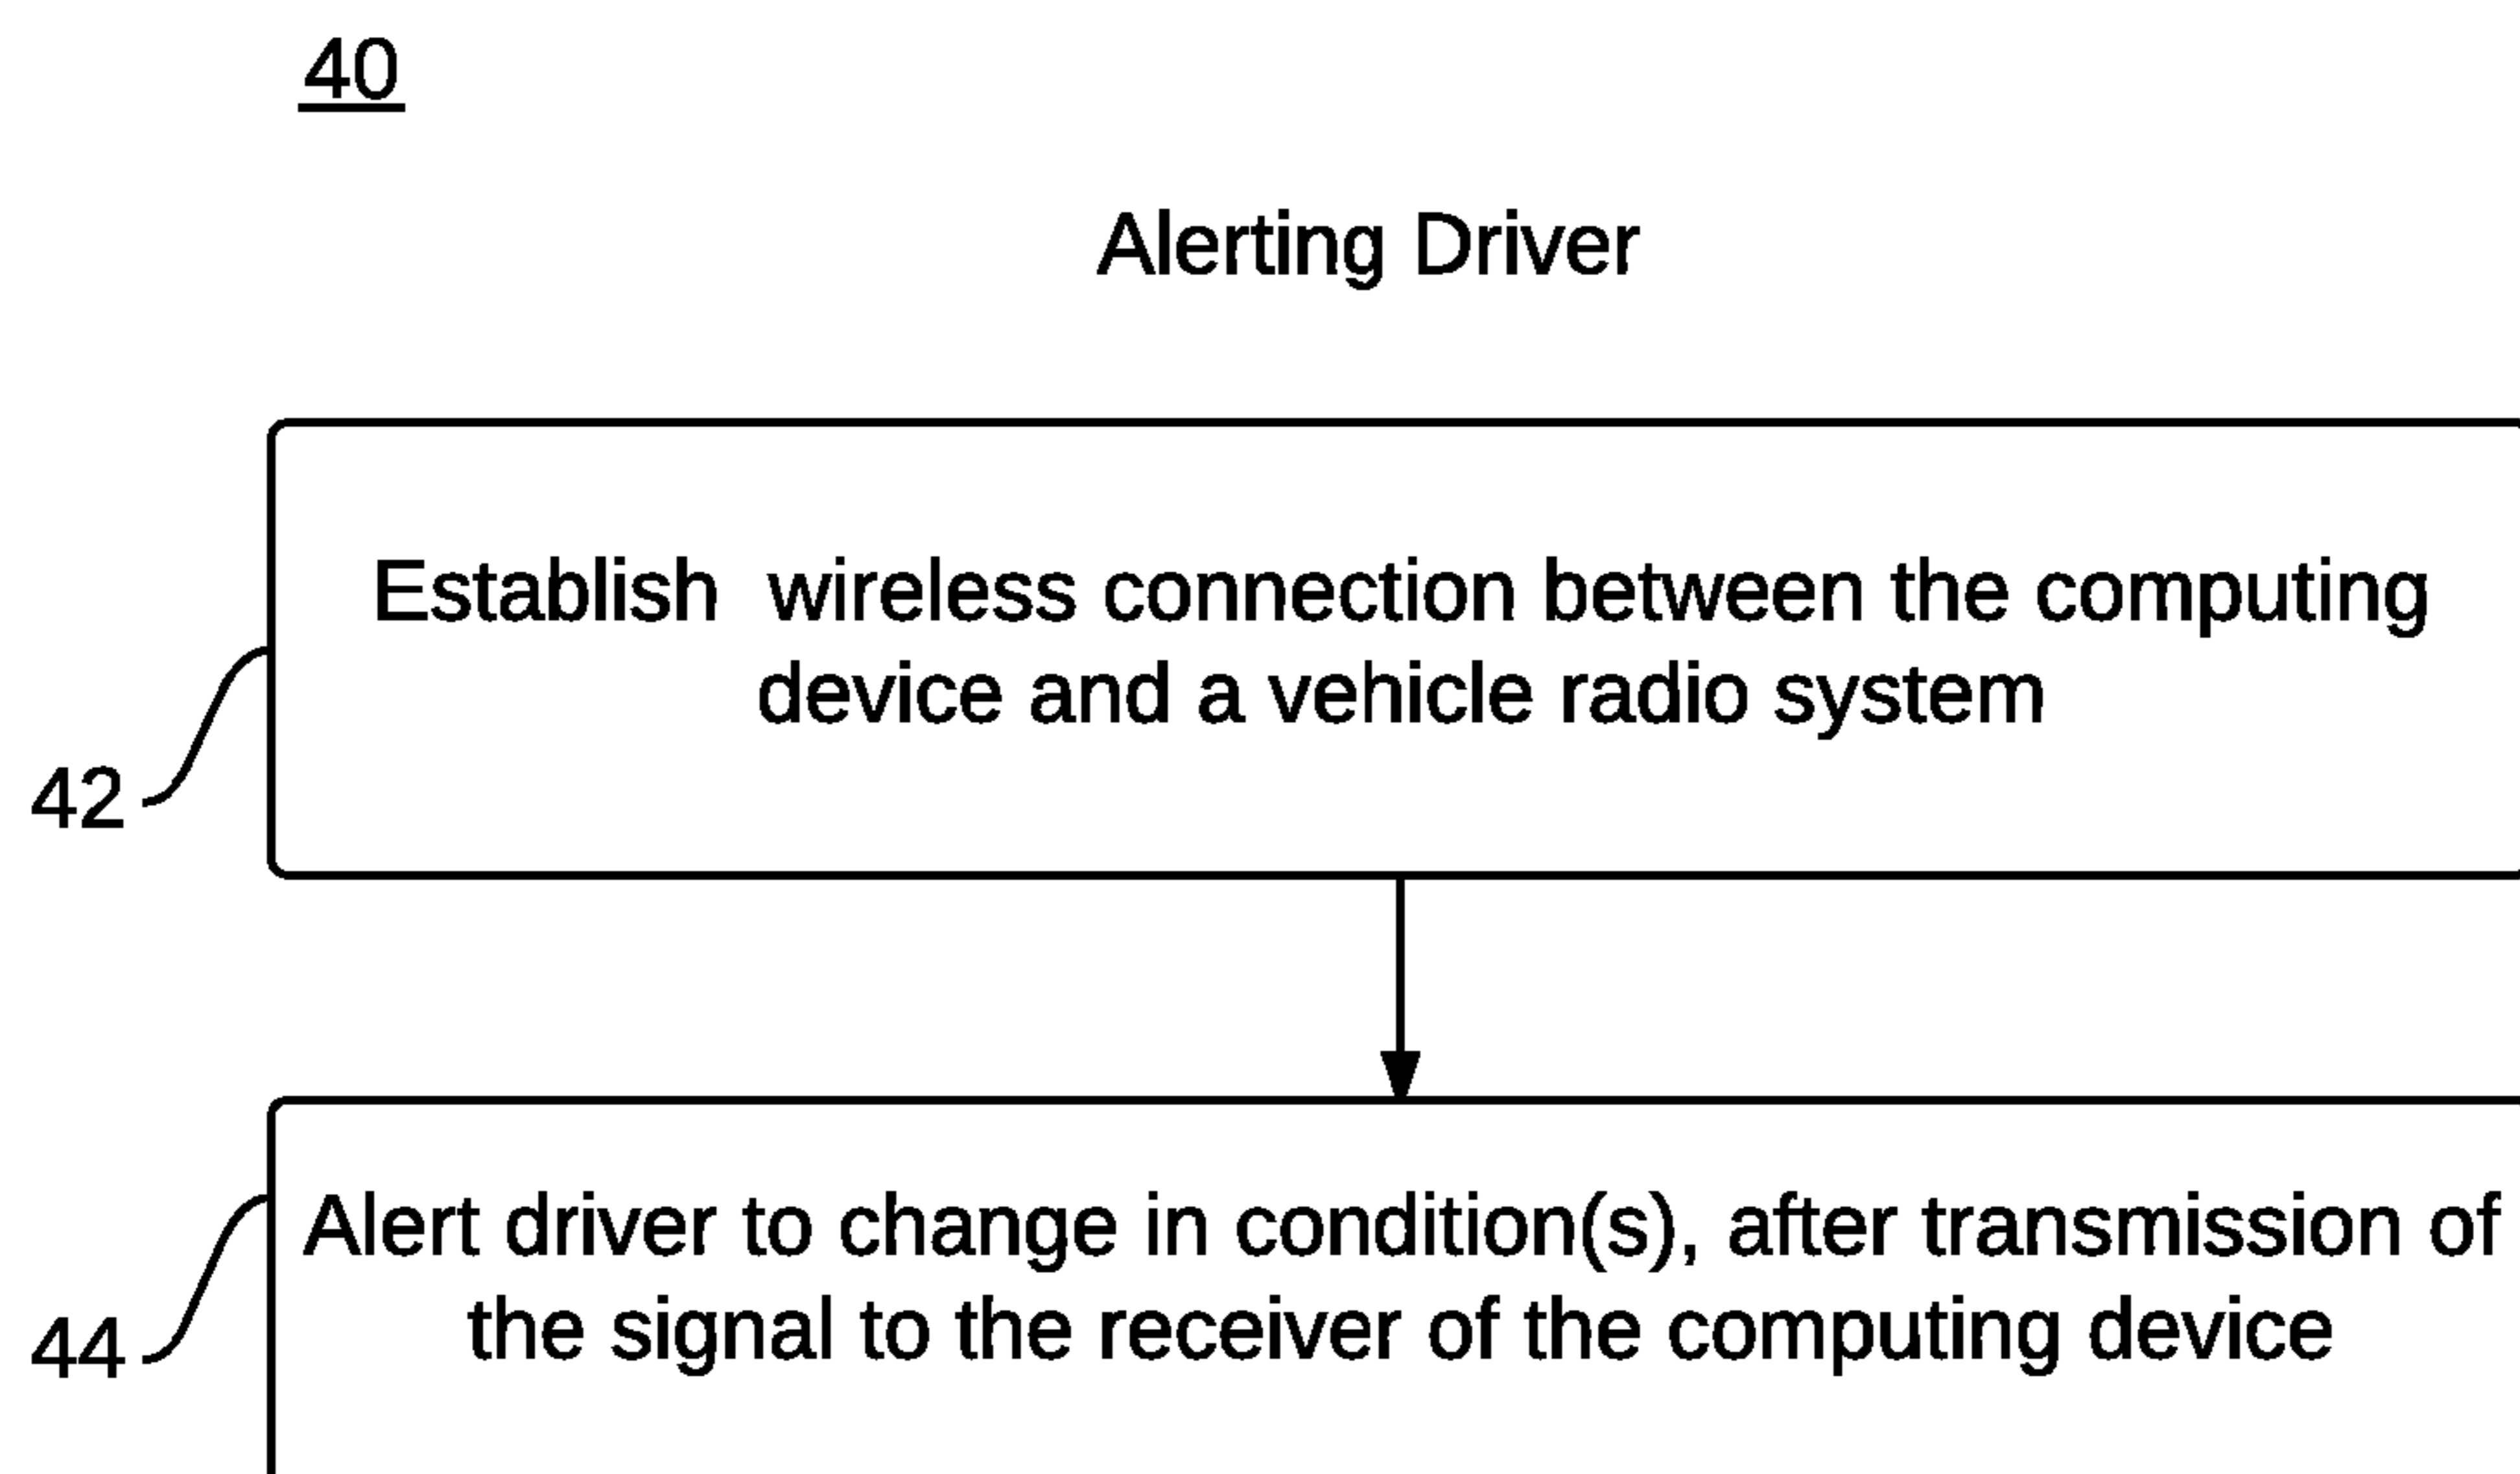 40
Alerting Driver
Establish  wireless connection between the computing
device and a vehicle radio system
42
Alert driver to change in condition(s), after transmission of
the signal to the receiver of the computing device
44